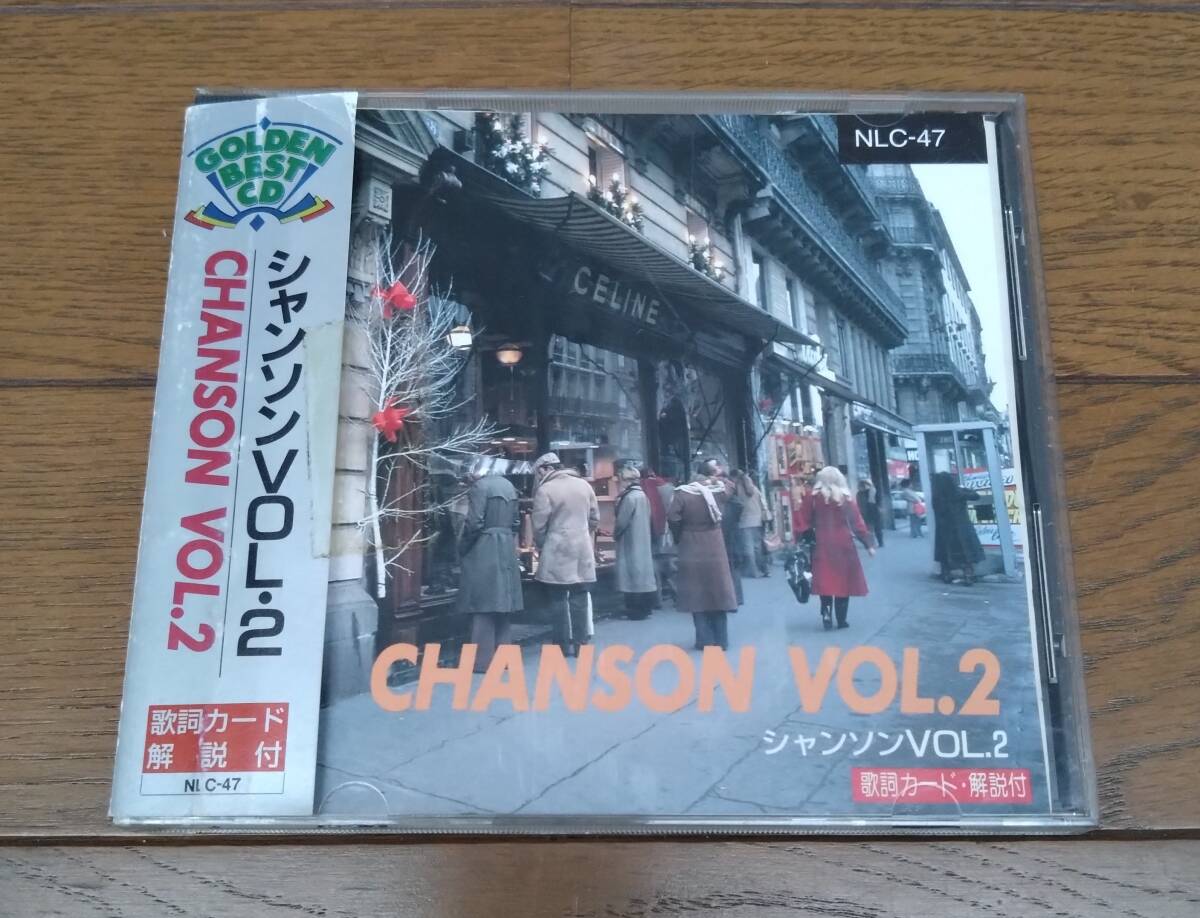 GOLDEN
BEST
CD
シャンソンVOL.2
CHANSON VOL.2
歌詞カード
解説付
NLC-47
NLC-47
CELINE
CHANSON VOL.2
シャンソンVOL.2
歌詞カード・解説付